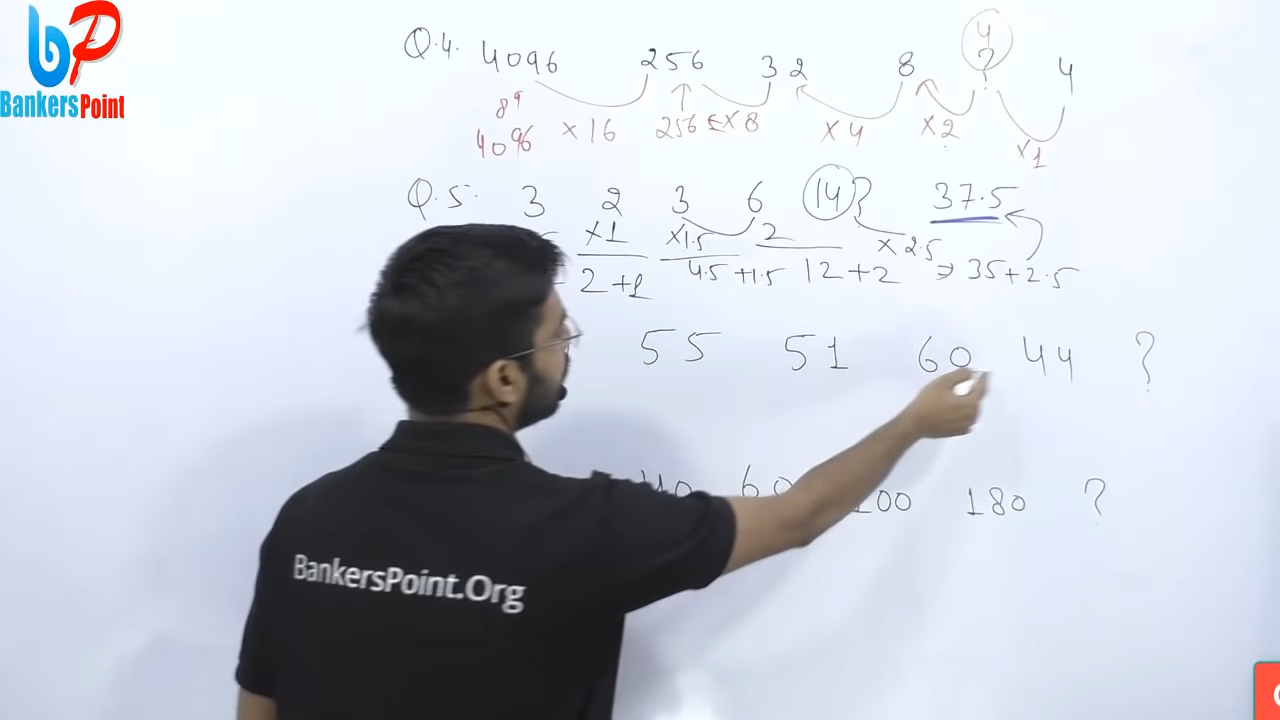 bp
BankersPoint
Q.4. 4096 256 32 8 4 ? 4
8⁹ 4096 ×16 256 ×8 ×4 ×2 ×1
Q.5. 3 2 3 6 14? 37.5
×1 ×1.5 2 ×2.5
2+1 4.5+1.5 12+2 ⇒ 35+2.5
55 51 60 44 ?
40 60 100 180 ?
BankersPoint.Org